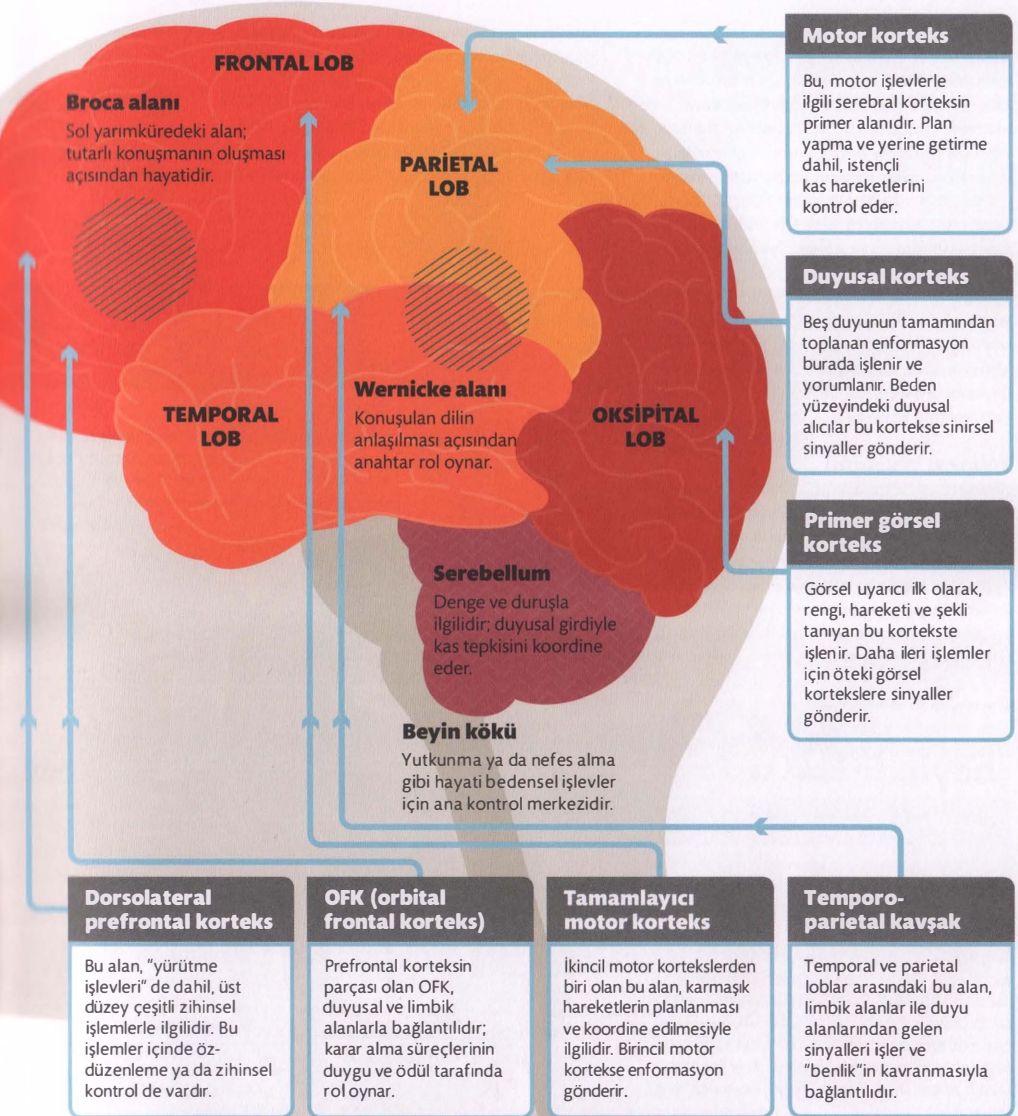 FRONTAL LOB
Broca alanı
Sol yarımküredeki alan;
tutarlı konuşmanın oluşması
açısından hayatidir.
PARİETAL
LOB
TEMPORAL
LOB
Wernicke alanı
Konuşulan dilin
anlaşılması açısından
anahtar rol oynar.
OKSİPİTAL
LOB
Serebellum
Denge ve duruşla
ilgilidir; duyusal girdiyle
kas tepkisini koordine
eder.
Beyin kökü
Yutkunma ya da nefes alma
gibi hayati bedensel işlevler
için ana kontrol merkezidir.
Motor korteks
Bu, motor işlevlerle
ilgili serebral korteksin
primer alanıdır. Plan
yapma ve yerine getirme
dahil, istençli
kas hareketlerini
kontrol eder.
Duyusal korteks
Beş duyunun tamamından
toplanan enformasyon
burada işlenir ve
yorumlanır. Beden
yüzeyindeki duyusal
alıcılar bu kortekse sinirsel
sinyaller gönderir.
Primer görsel
korteks
Görsel uyarıcı ilk olarak,
rengi, hareketi ve şekli
tanıyan bu kortekste
işlenir. Daha ileri işlemler
için öteki görsel
kortekslere sinyaller
gönderir.
Dorsolateral
prefrontal korteks
Bu alan, "yürütme
işlevleri" de dahil, üst
düzey çeşitli zihinsel
işlemlerle ilgilidir. Bu
işlemler içinde öz-
düzenleme ya da zihinsel
kontrol de vardır.
OFK (orbital
frontal korteks)
Prefrontal korteksin
parçası olan OFK,
duyusal ve limbik
alanlarla bağlantılıdır;
karar alma süreçlerinin
duygu ve ödül tarafında
rol oynar.
Tamamlayıcı
motor korteks
İkincil motor kortekslerden
biri olan bu alan, karmaşık
hareketlerin planlanması
ve koordine edilmesiyle
ilgilidir. Birincil motor
kortekse enformasyon
gönderir.
Temporo-
parietal kavşak
Temporal ve parietal
loblar arasındaki bu alan,
limbik alanlar ile duyu
alanlarından gelen
sinyalleri işler ve
"benlik"in kavranmasıyla
bağlantılıdır.